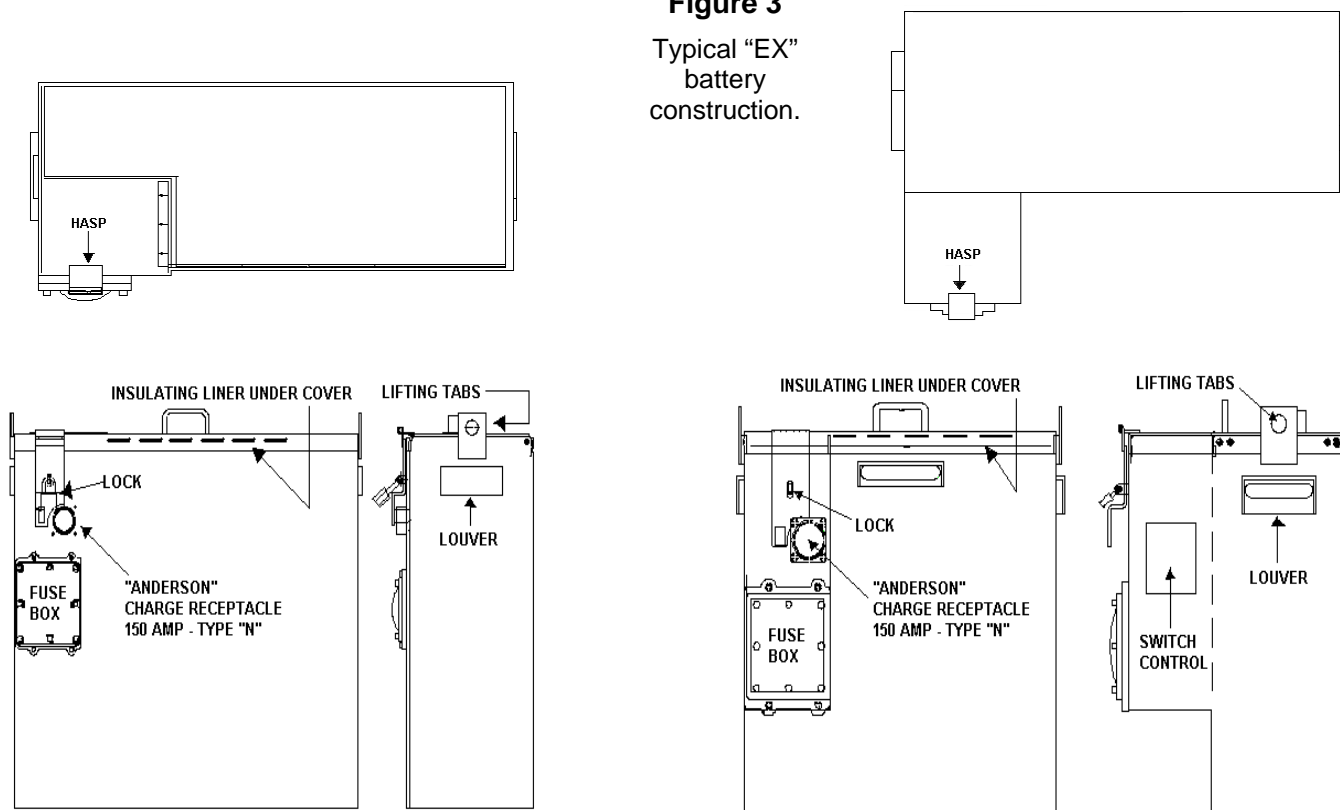 Figure 3
Typical “EX”
battery
construction.
HASP
HASP
INSULATING LINER UNDER COVER
LIFTING TABS
LOCK
LOUVER
"ANDERSON"
CHARGE RECEPTACLE
150 AMP - TYPE "N"
FUSE
BOX
INSULATING LINER UNDER COVER
LIFTING TABS
LOCK
LOUVER
"ANDERSON"
CHARGE RECEPTACLE
150 AMP - TYPE "N"
FUSE
BOX
SWITCH
CONTROL